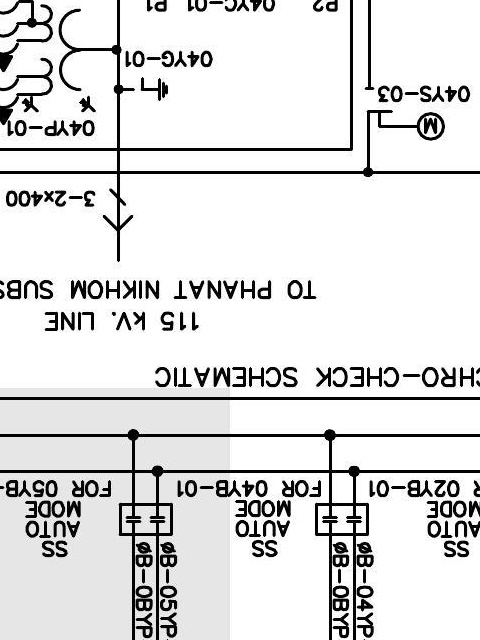 øB-04YP
øB-0BYP
øB-05YP
øB-0BYP
SS
AUTO
MODE
R 02YB-01
SS
AUTO
MODE
FOR 04YB-01
SS
AUTO
MODE
FOR 05YB-
CHRO-CHECK SCHEMATIC
115 kV. LINE
TO PHANAT NIKHOM SUBS
3-2x400
M
04YP-01
04YS-03
04YG-01
P2
04YC-01 P1